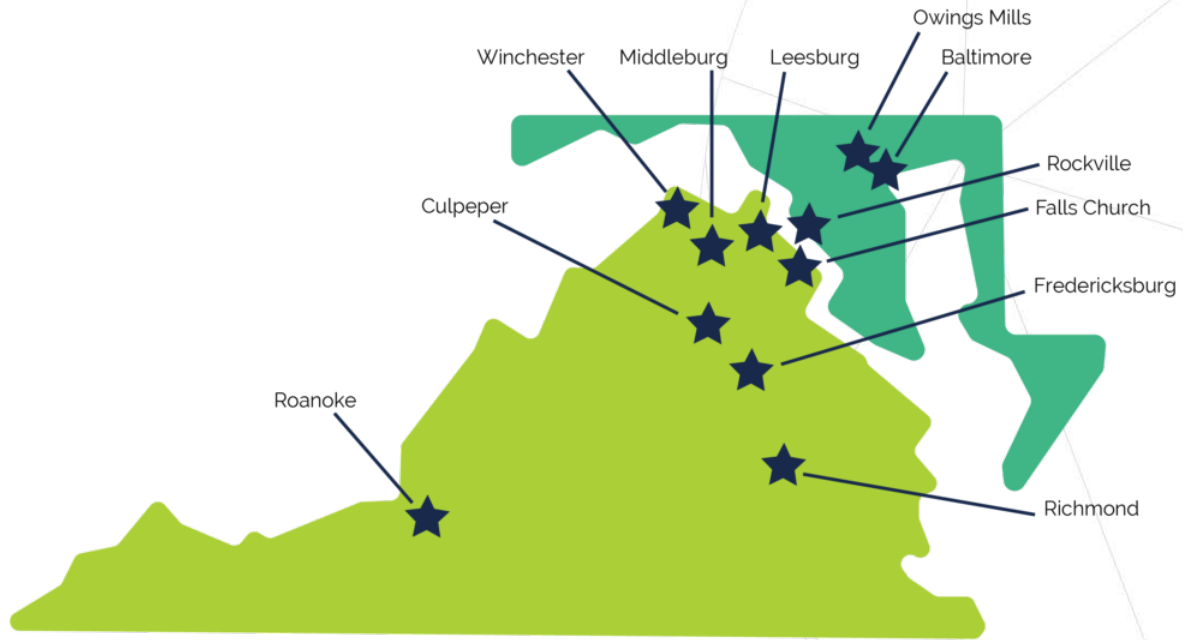 Owings Mills
Winchester
Middleburg
Leesburg
Baltimore
Rockville
Culpeper
Falls Church
Fredericksburg
Roanoke
Richmond